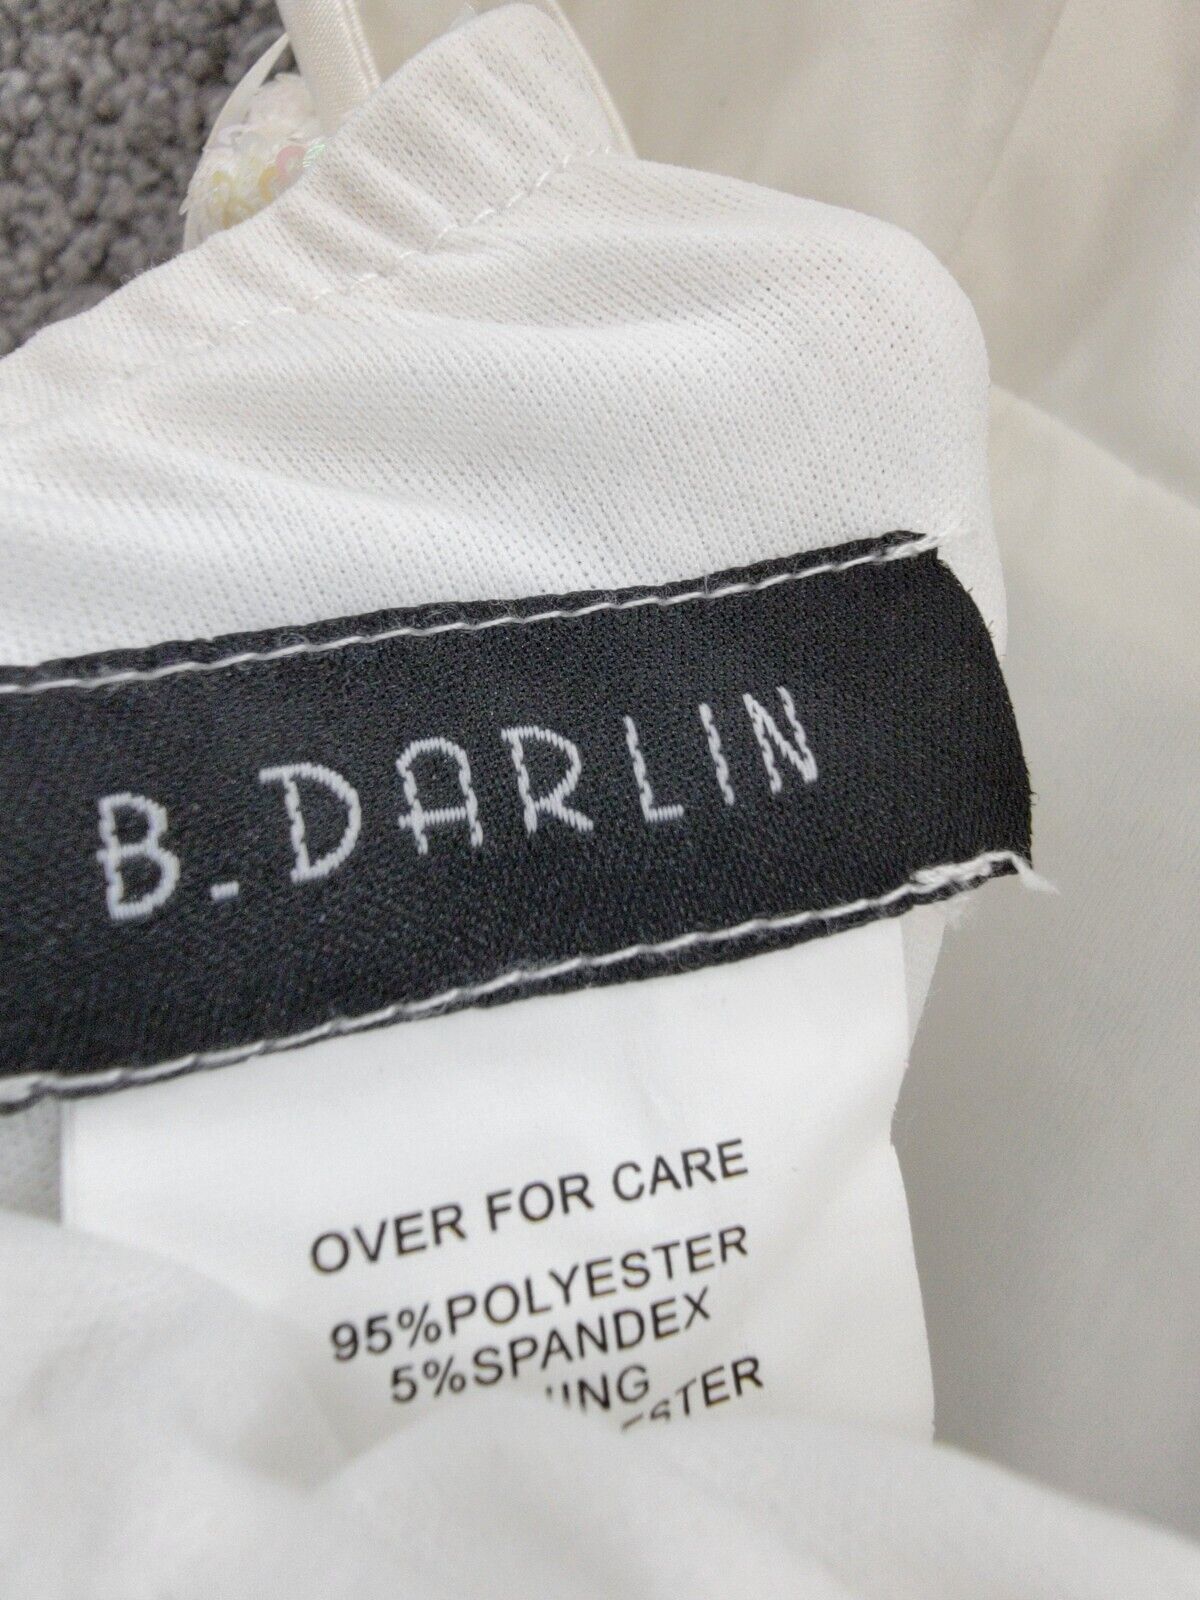 B. DARLIN
OVER FOR CARE
95%POLYESTER
5%SPANDEX